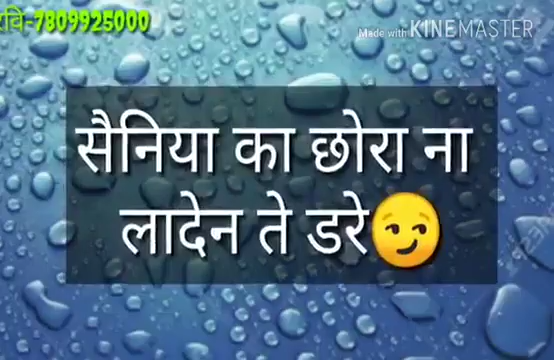 रवि-7809925000
Made with KINEMASTER
सैनिया का छोरा ना
लादेन ते डरे😏